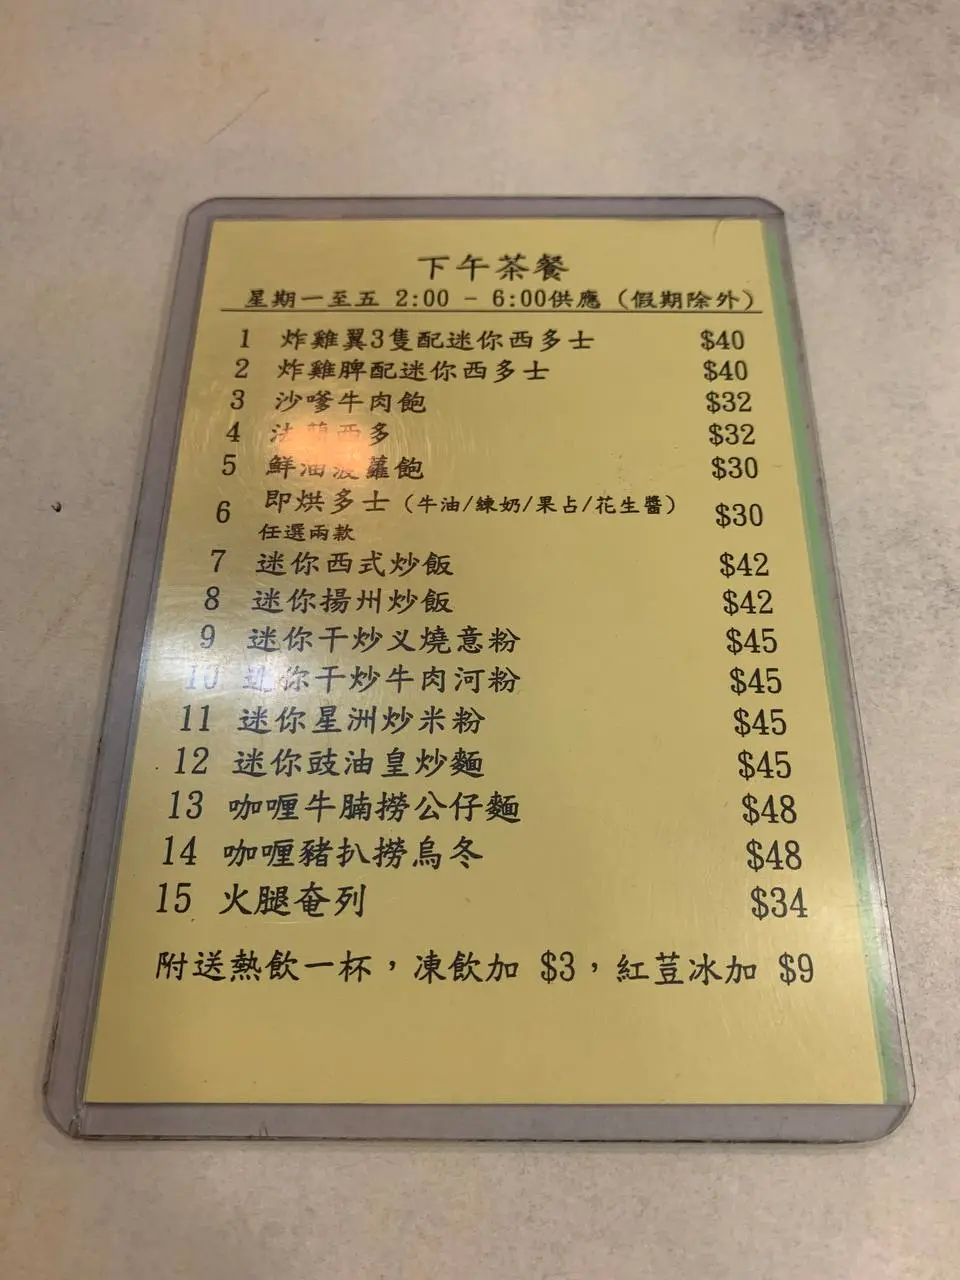 下午茶餐
星期一至五 2:00 - 6:00供應（假期除外）
1 炸雞翼3隻配迷你西多士 $40
2 炸雞脾配迷你西多士 $40
3 沙嗲牛肉飽 $32
4 法蘭西多 $32
5 鮮油菠蘿飽 $30
6 即烘多士（牛油/練奶/果占/花生醬） $30
任選兩款
7 迷你西式炒飯 $42
8 迷你揚州炒飯 $42
9 迷你干炒义燒意粉 $45
10 迷你干炒牛肉河粉 $45
11 迷你星洲炒米粉 $45
12 迷你豉油皇炒麵 $45
13 咖喱牛腩撈公仔麵 $48
14 咖喱豬扒撈烏冬 $48
15 火腿奄列 $34
附送熱飲一杯，凍飲加 $3，紅荳冰加 $9